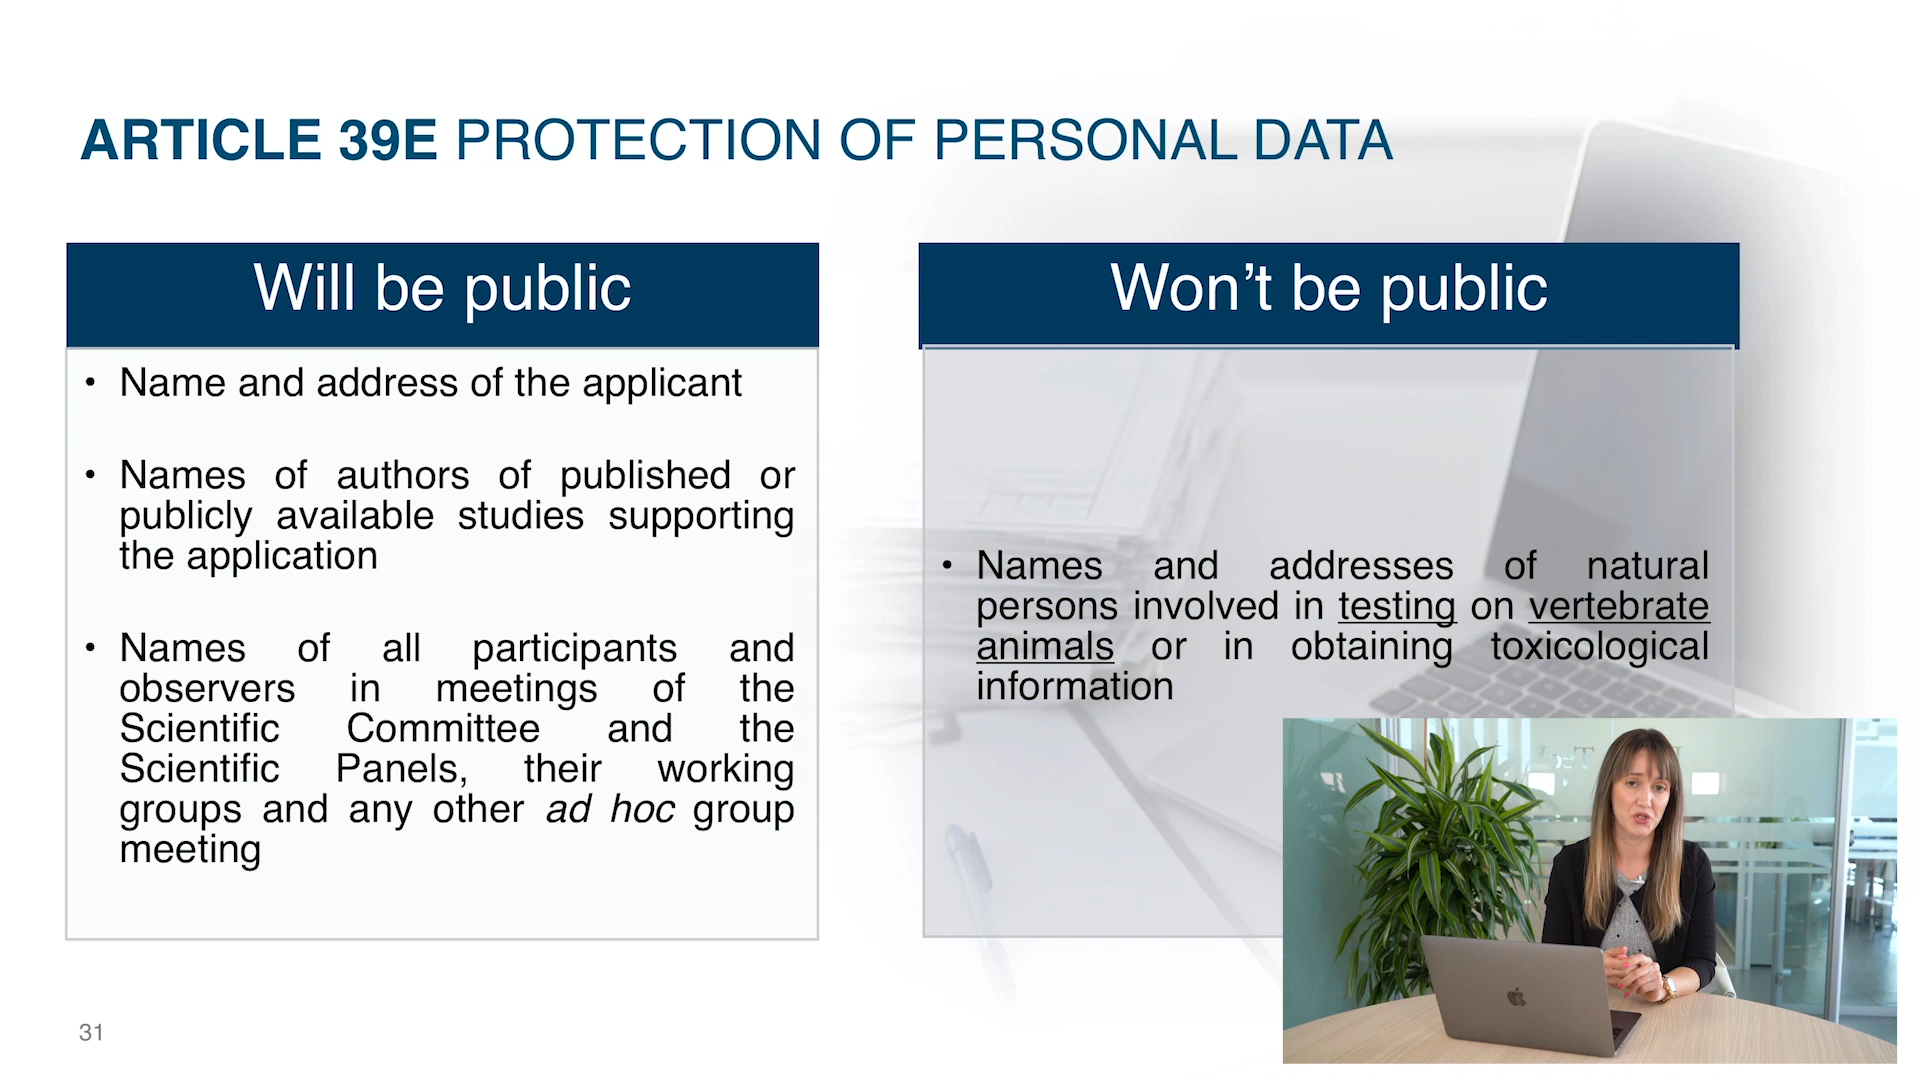 ARTICLE 39E PROTECTION OF PERSONAL DATA
Will be public
• Name and address of the applicant
• Names of authors of published or
publicly available studies supporting
the application
• Names of all participants and
observers in meetings of the
Scientific Committee and the
Scientific Panels, their working
groups and any other ad hoc group
meeting
Won’t be public
• Names and addresses of natural
persons involved in testing on vertebrate
animals or in obtaining toxicological
information
31